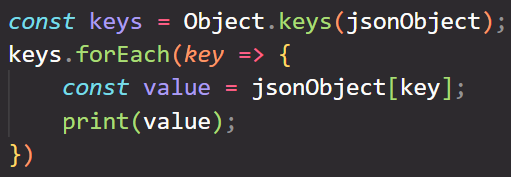 const keys = Object.keys(jsonObject);
keys.forEach(key => {
    const value = jsonObject[key];
    print(value);
})